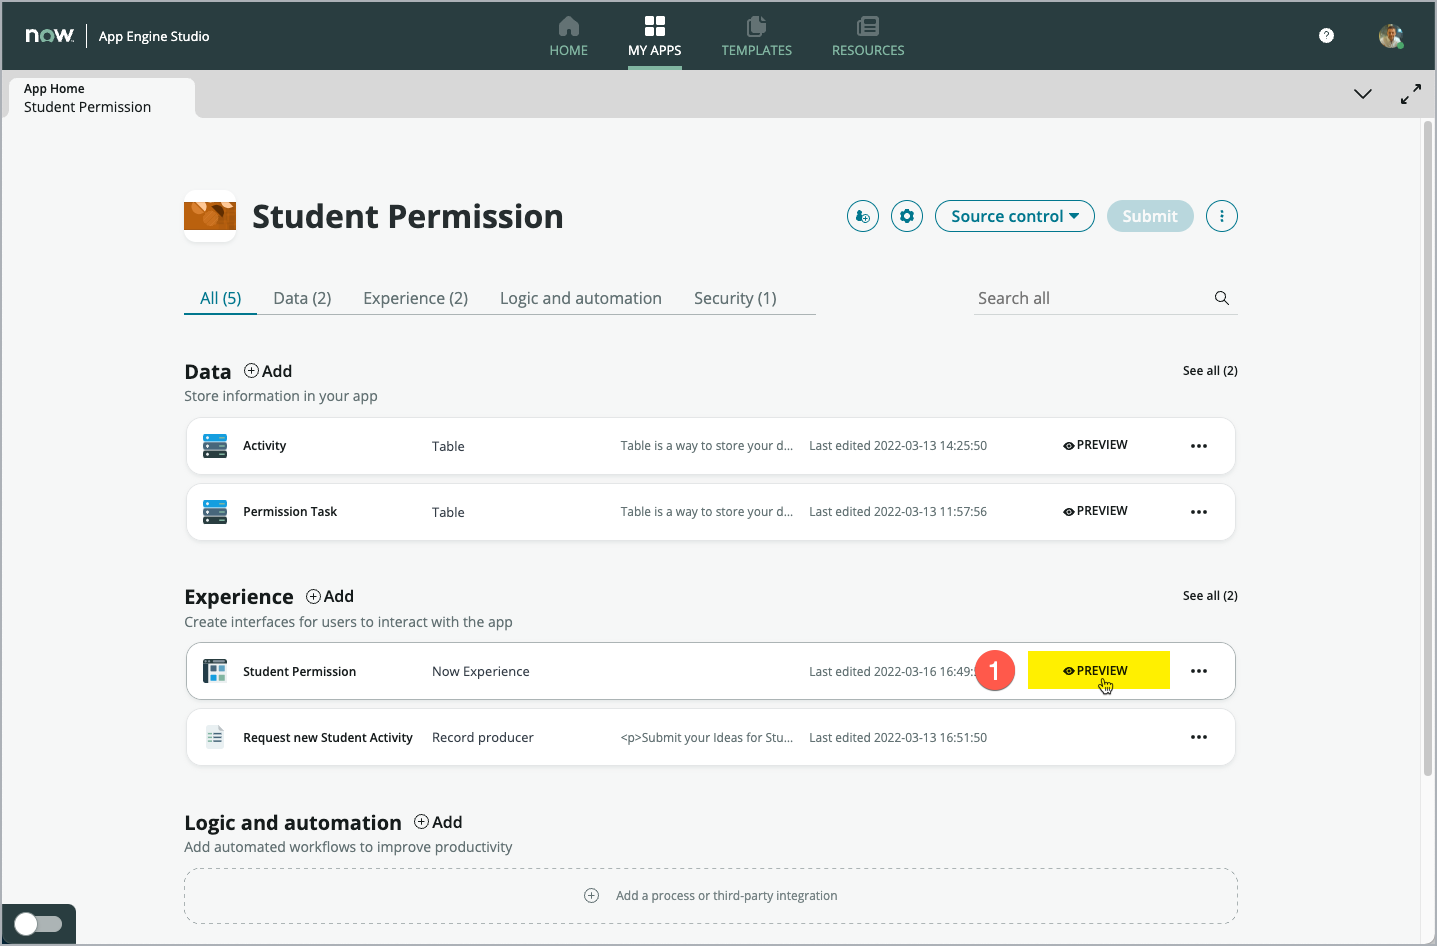 now.
App Engine Studio
HOME
MY APPS
TEMPLATES
RESOURCES
?
App Home
Student Permission
Student Permission
Source control
Submit
All (5)
Data (2)
Experience (2)
Logic and automation
Security (1)
Search all
Data
Add
See all (2)
Store information in your app
Activity
Table
Table is a way to store your d...
Last edited 2022-03-13 14:25:50
PREVIEW
Permission Task
Table
Table is a way to store your d...
Last edited 2022-03-13 11:57:56
PREVIEW
Experience
Add
See all (2)
Create interfaces for users to interact with the app
Student Permission
Now Experience
Last edited 2022-03-16 16:49:
1
PREVIEW
Request new Student Activity
Record producer
<p>Submit your Ideas for Stu...
Last edited 2022-03-13 16:51:50
Logic and automation
Add
Add automated workflows to improve productivity
Add a process or third-party integration